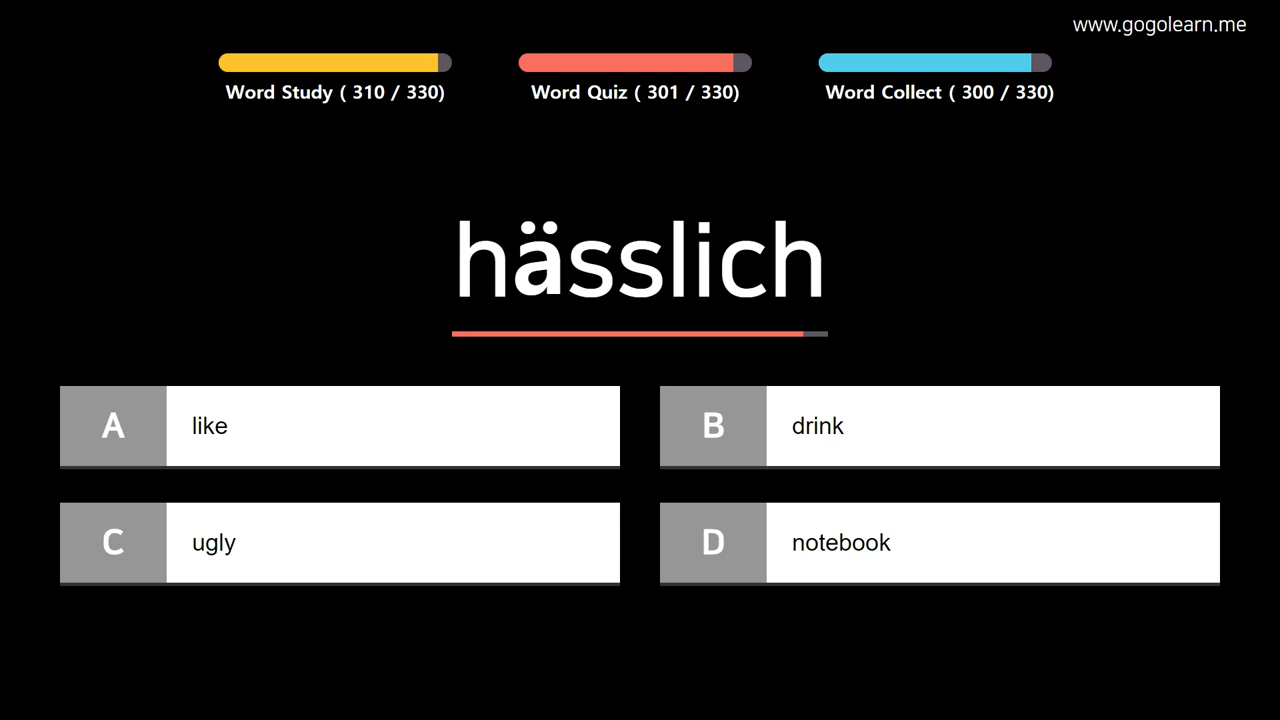 www.gogolearn.me
Word Study ( 310 / 330)
Word Quiz ( 301 / 330)
Word Collect ( 300 / 330)
hässlich
A like
B drink
C ugly
D notebook